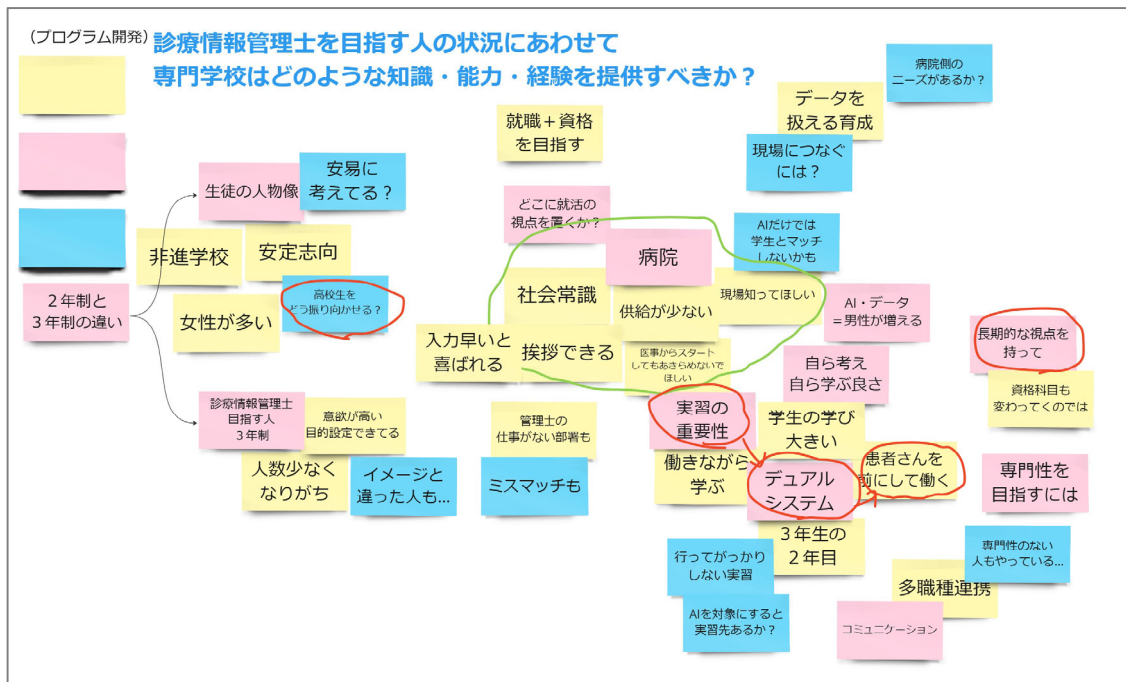 （プログラム開発）
診療情報管理士を目指す人の状況にあわせて
専門学校はどのような知識・能力・経験を提供すべきか？
病院側の
ニーズがあるか？
データを
扱える育成
現場につなぐ
には？
就職＋資格
を目指す
生徒の人物像
安易に
考えてる？
非進学校
安定志向
女性が多い
高校生を
どう振り向かせる？
２年制と
３年制の違い
どこに就活の
視点を置くか？
病院
AIだけでは
学生とマッチ
しないかも
社会常識
供給が少ない
現場知ってほしい
入力早いと
喜ばれる
挨拶できる
医事からスタート
してもあきらめないで
ほしい
AI・データ
＝男性が増える
長期的な視点を
持って
資格科目も
変わってくのでは
自ら考え
自ら学ぶ良さ
診療情報管理士
目指す人
３年制
意欲が高い
目的設定できてる
人数少なく
なりがち
イメージと
違った人も...
管理士の
仕事がない部署も
ミスマッチも
実習の
重要性
学生の学び
大きい
働きながら
学ぶ
デュアル
システム
患者さんを
前にして働く
専門性を
目指すには
３年生の
２年目
行ってがっかり
しない実習
AIを対象にすると
実習先あるか？
専門性のない
人もやっている...
多職種連携
コミュニケーション